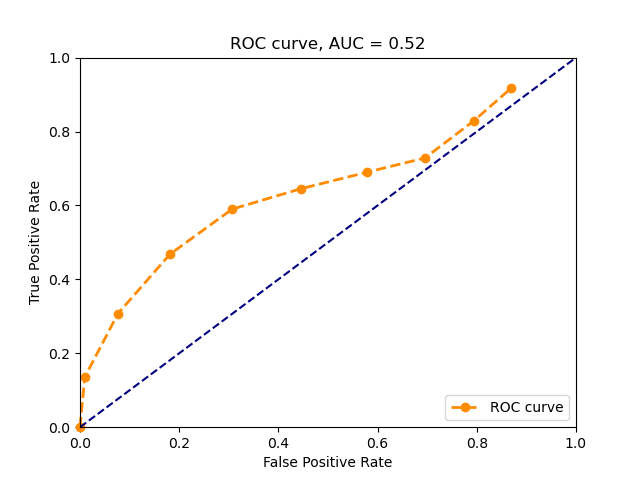 ROC curve, AUC = 0.52
1.0
0.8
0.6
0.4
0.2
0.0
True Positive Rate
ROC curve
0.0 0.2 0.4 0.6 0.8 1.0
False Positive Rate